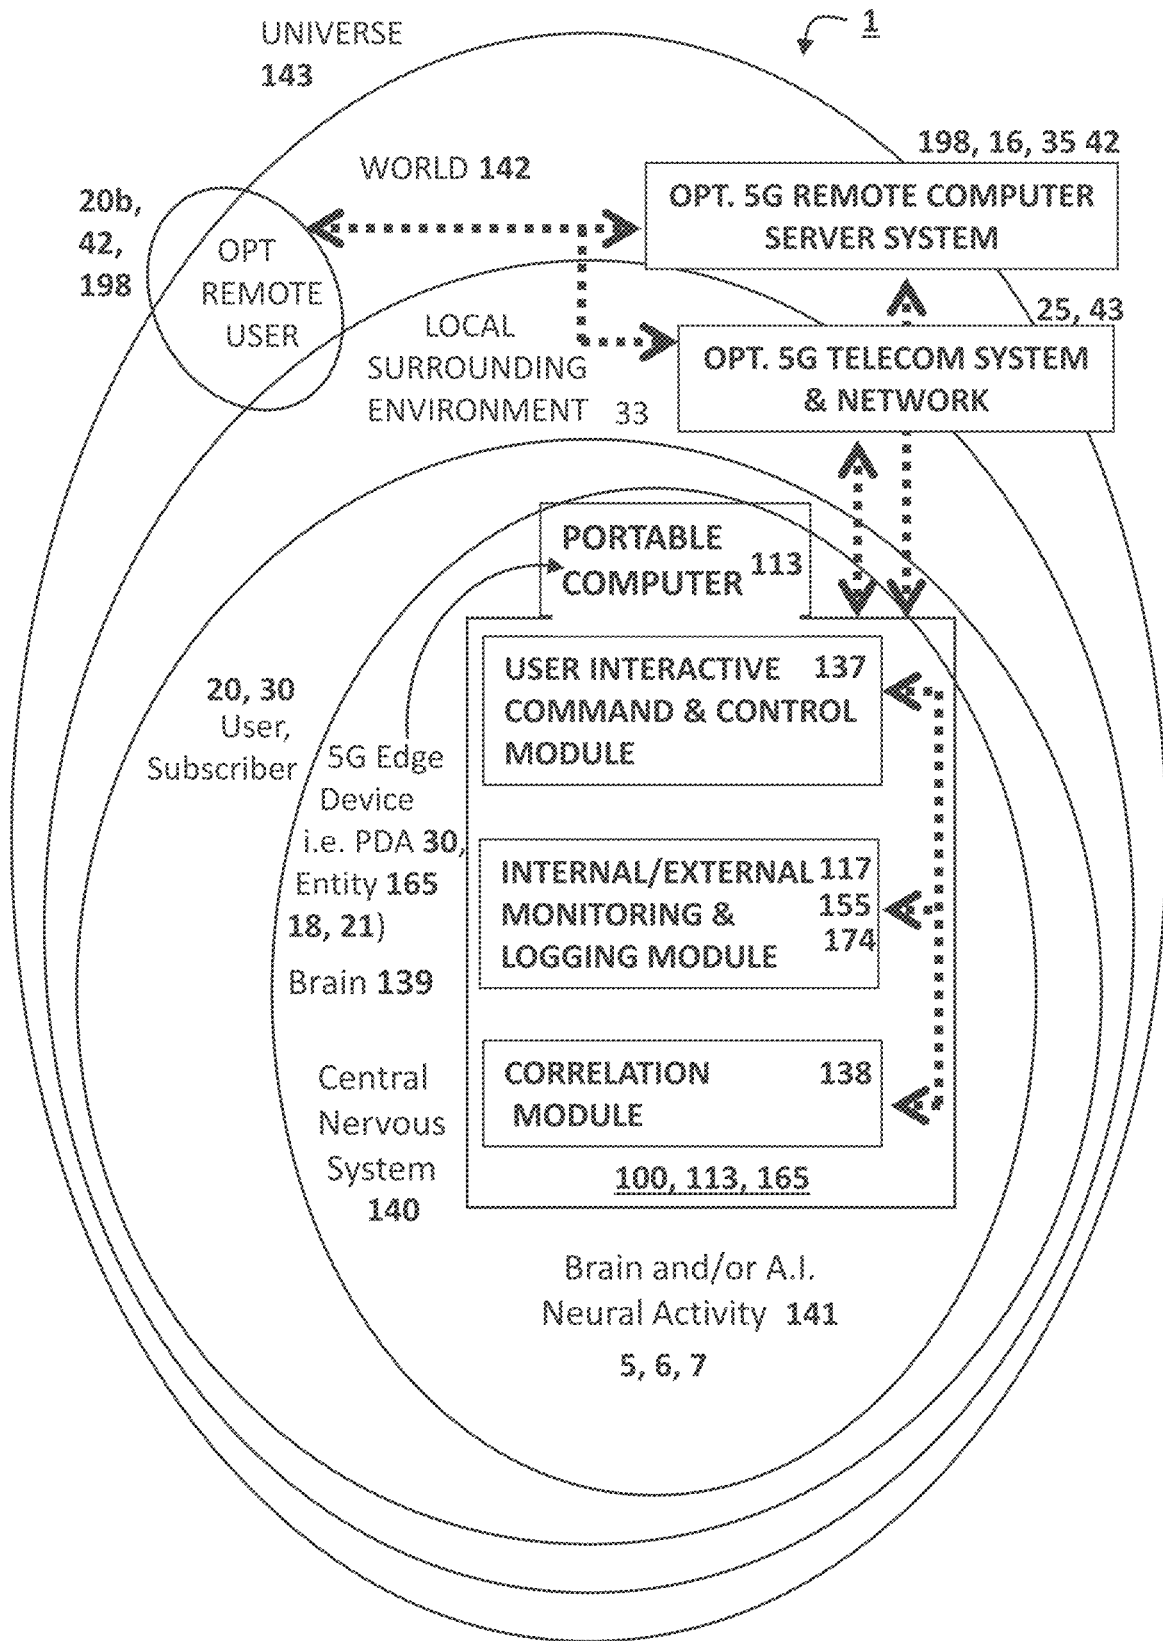 1
UNIVERSE
143
198, 16, 35 42
WORLD 142
OPT. 5G REMOTE COMPUTER
SERVER SYSTEM
20b,
42,
198
OPT
REMOTE
USER
25, 43
LOCAL
SURROUNDING
ENVIRONMENT 33
OPT. 5G TELECOM SYSTEM
& NETWORK
PORTABLE
COMPUTER 113
USER INTERACTIVE 137
COMMAND & CONTROL
MODULE
20, 30
User,
Subscriber
5G Edge
Device
i.e. PDA 30,
Entity 165
18, 21)
INTERNAL/EXTERNAL 117
MONITORING & 155
LOGGING MODULE 174
Brain 139
CORRELATION 138
MODULE
Central
Nervous
System
140
100, 113, 165
Brain and/or A.I.
Neural Activity 141
5, 6, 7